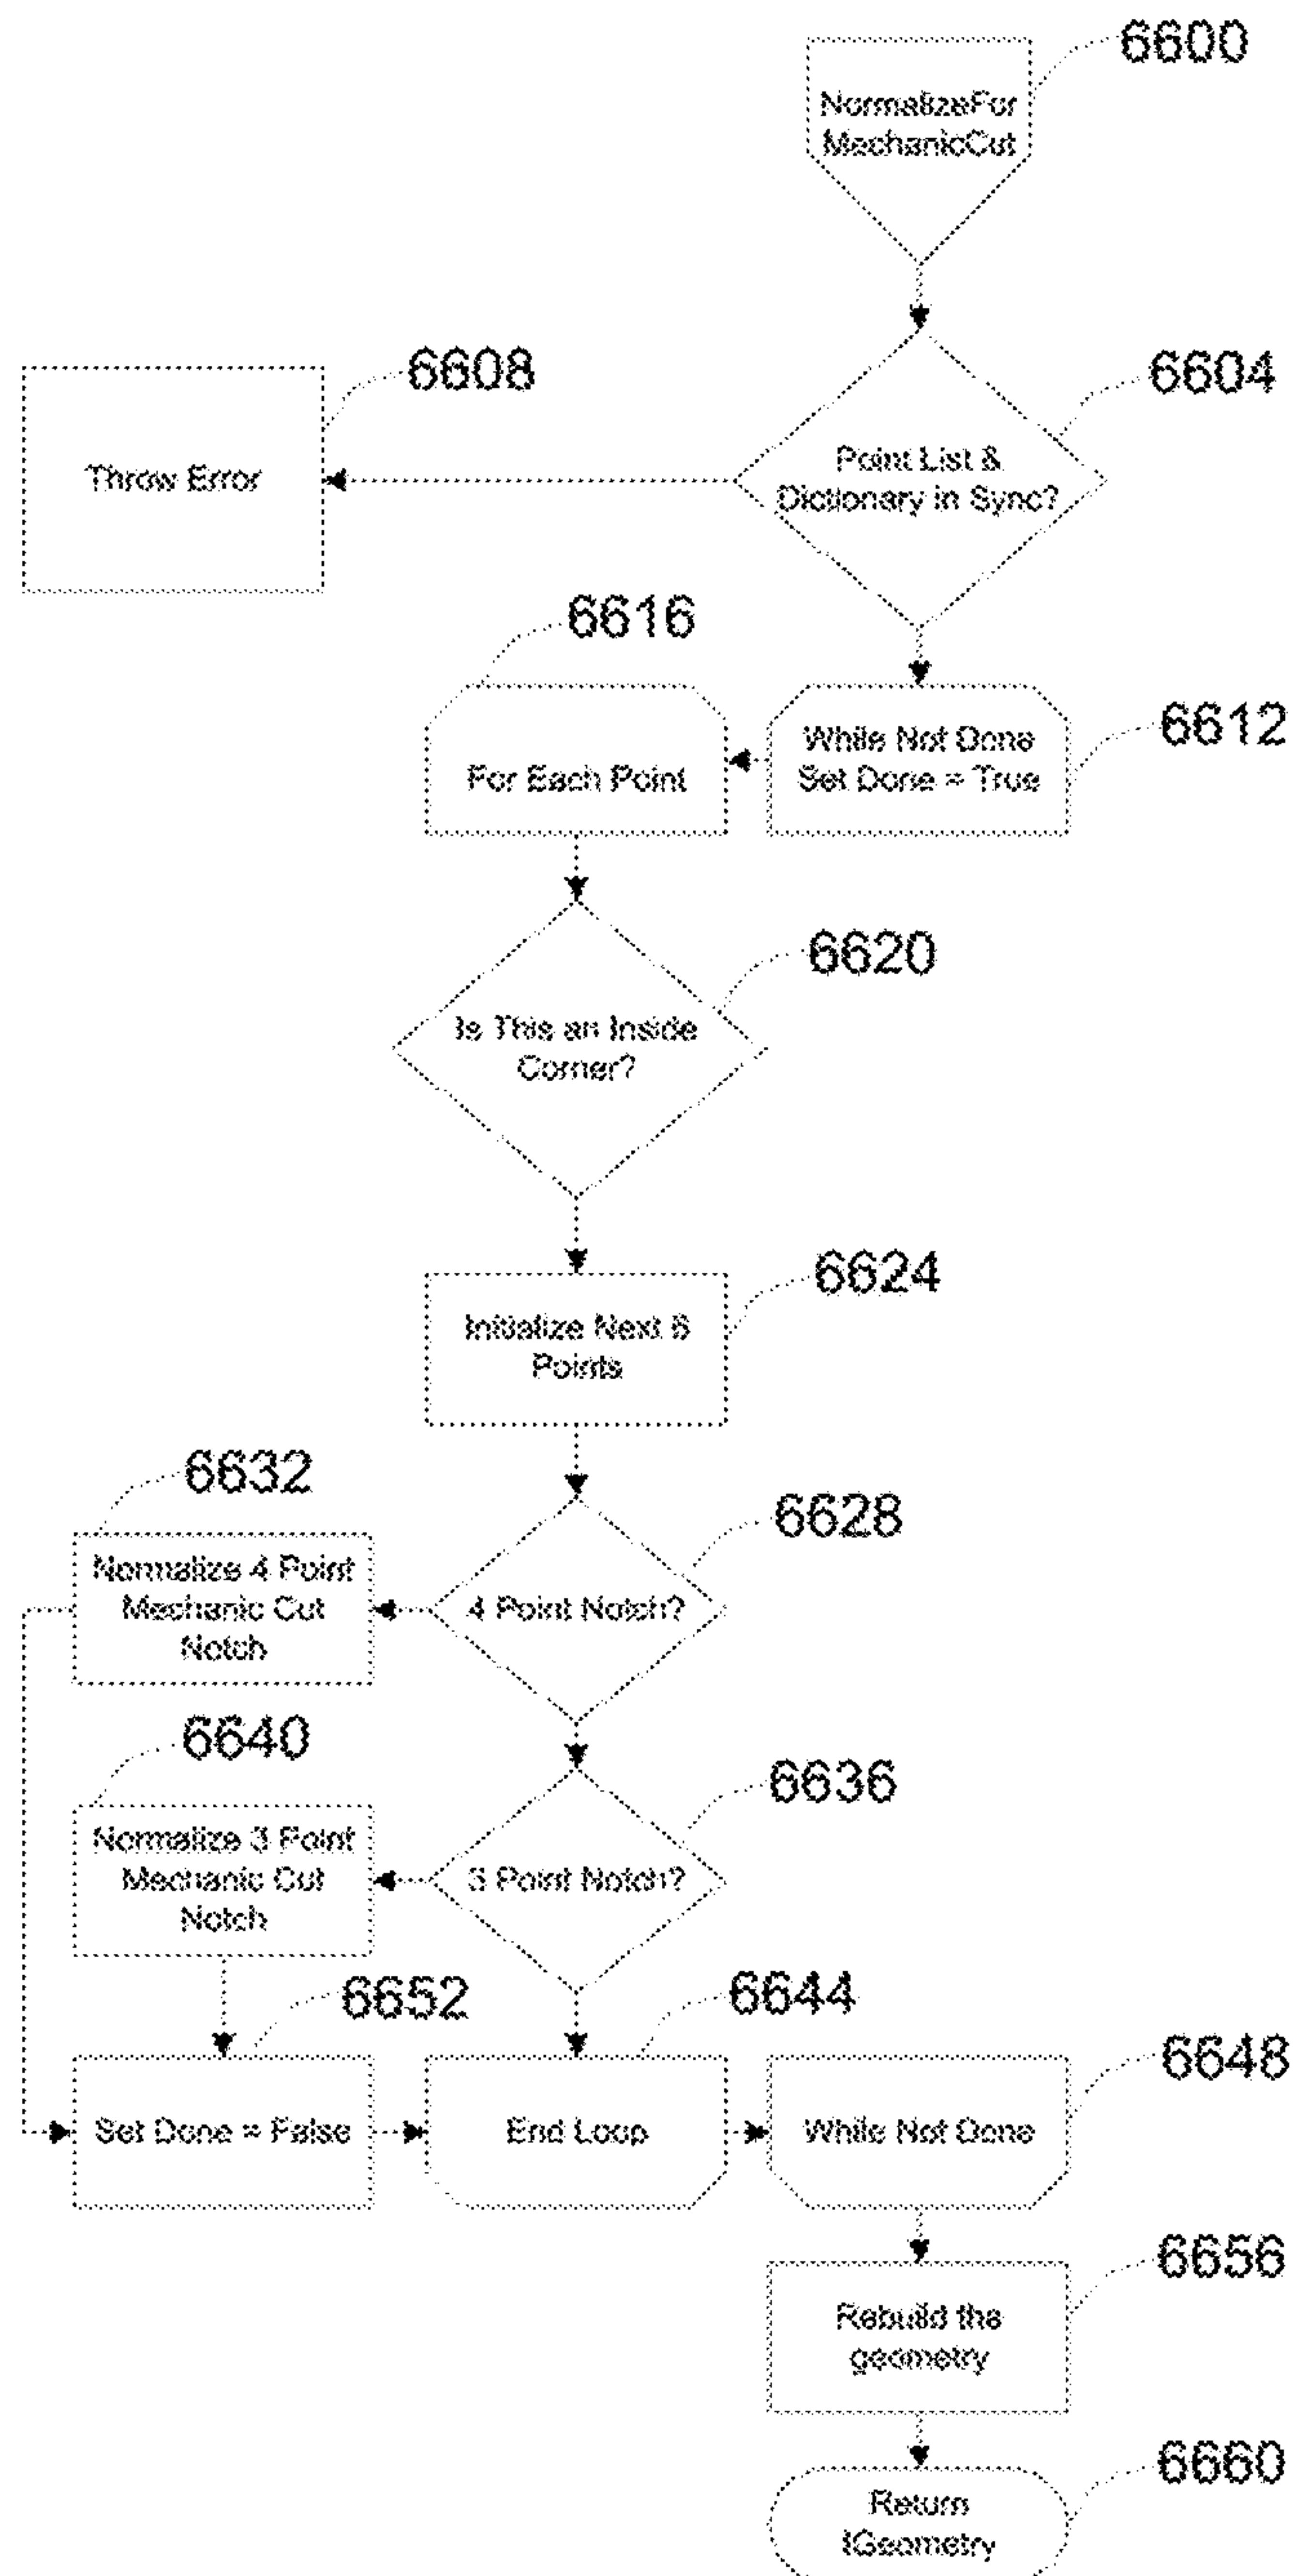 6600
NormalizeFor
MechanicCut
6608
6604
Throw Error
Point List &
Dictionary in Sync?
6616
6612
While Not Done
Set Done = True
For Each Point
6620
Is This an Inside
Corner?
6624
Initialize Next 6
Points
6632
6628
Normalize 4 Point
Mechanic Cut
Notch
4 Point Notch?
6640
6636
Normalize 3 Point
Mechanic Cut
Notch
Point Notch?
6652
6644
6648
Set Done = False
End Loop
While Not Done
6656
Rebuild the
geometry
6660
Return
IGeometry